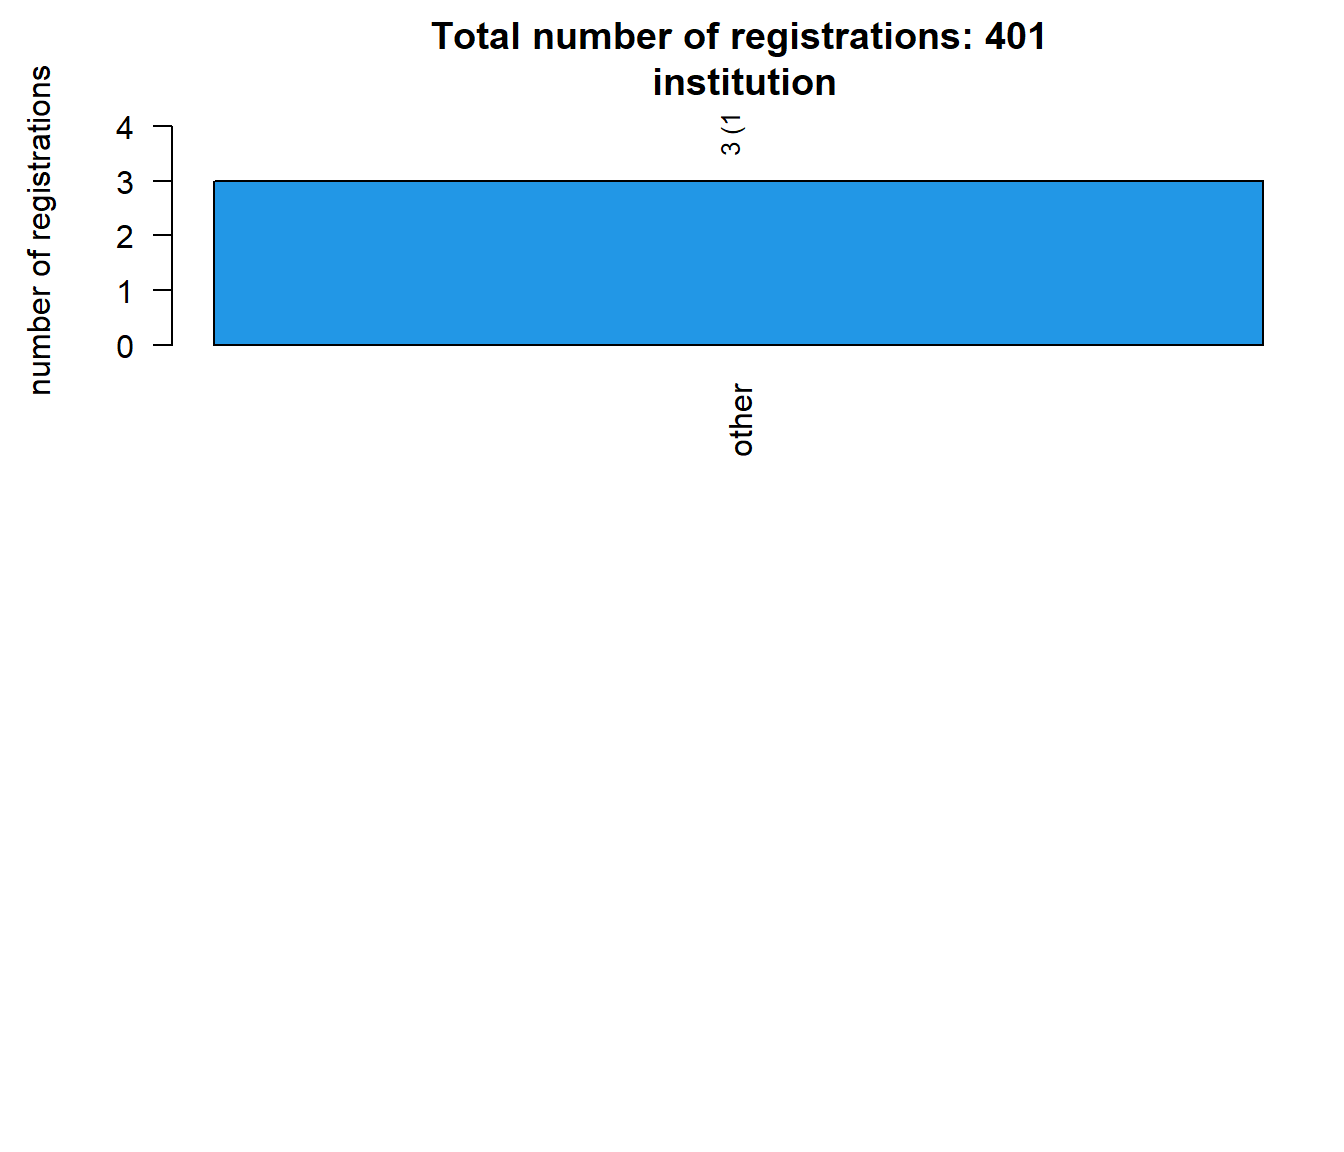 Total number of registrations: 401
institution
number of registrations
4
3
2
1
0
3 (1
other